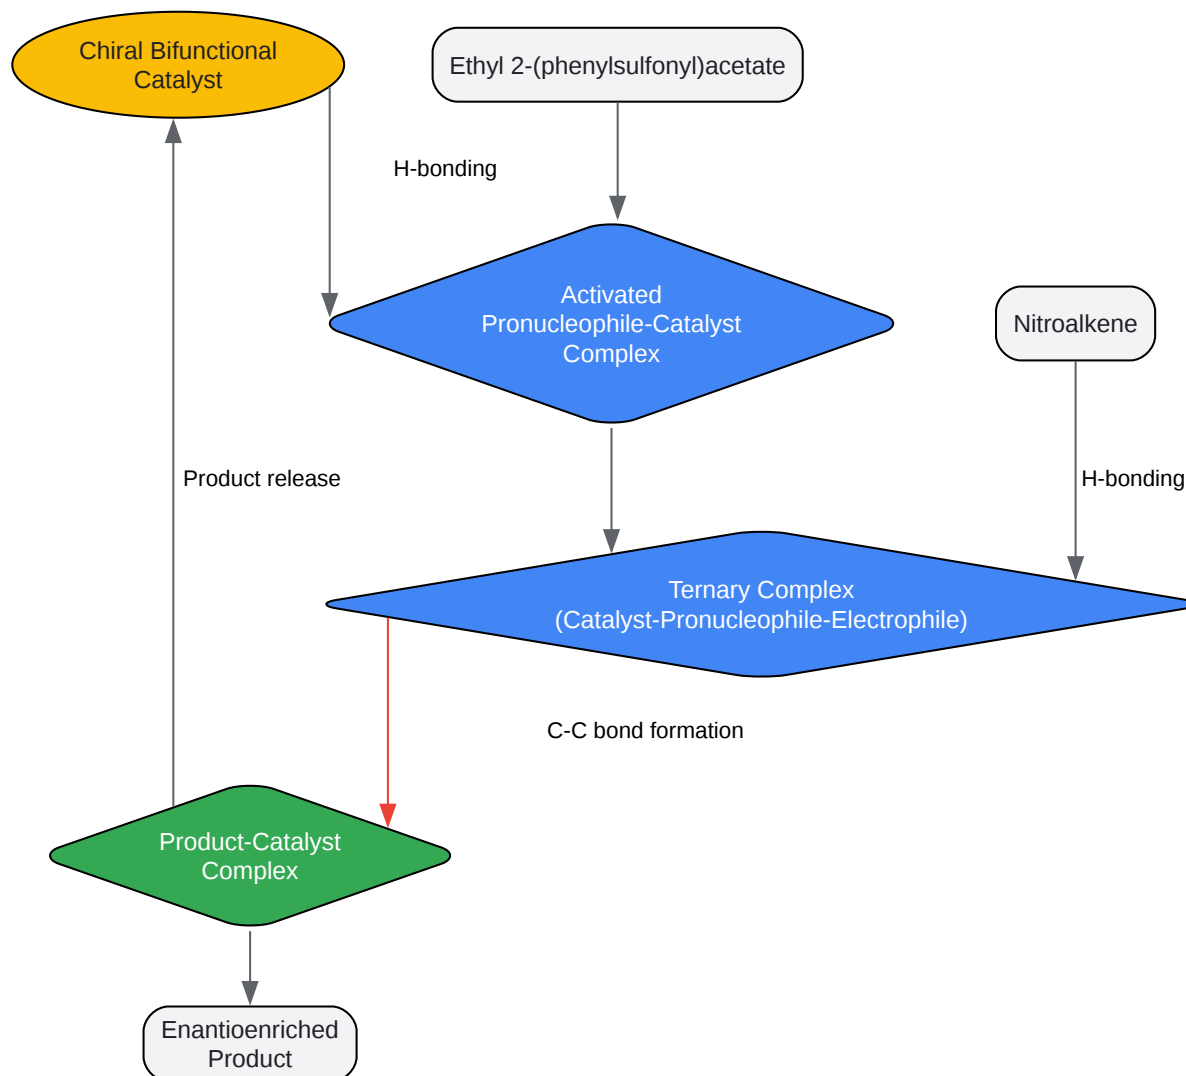 Chiral Bifunctional
Catalyst
Ethyl 2-(phenylsulfonyl)acetate
H-bonding
Activated
Pronucleophile-Catalyst
Complex
Nitroalkene
Product release
H-bonding
Ternary Complex
(Catalyst-Pronucleophile-Electrophile)
C-C bond formation
Product-Catalyst
Complex
Enantioenriched
Product